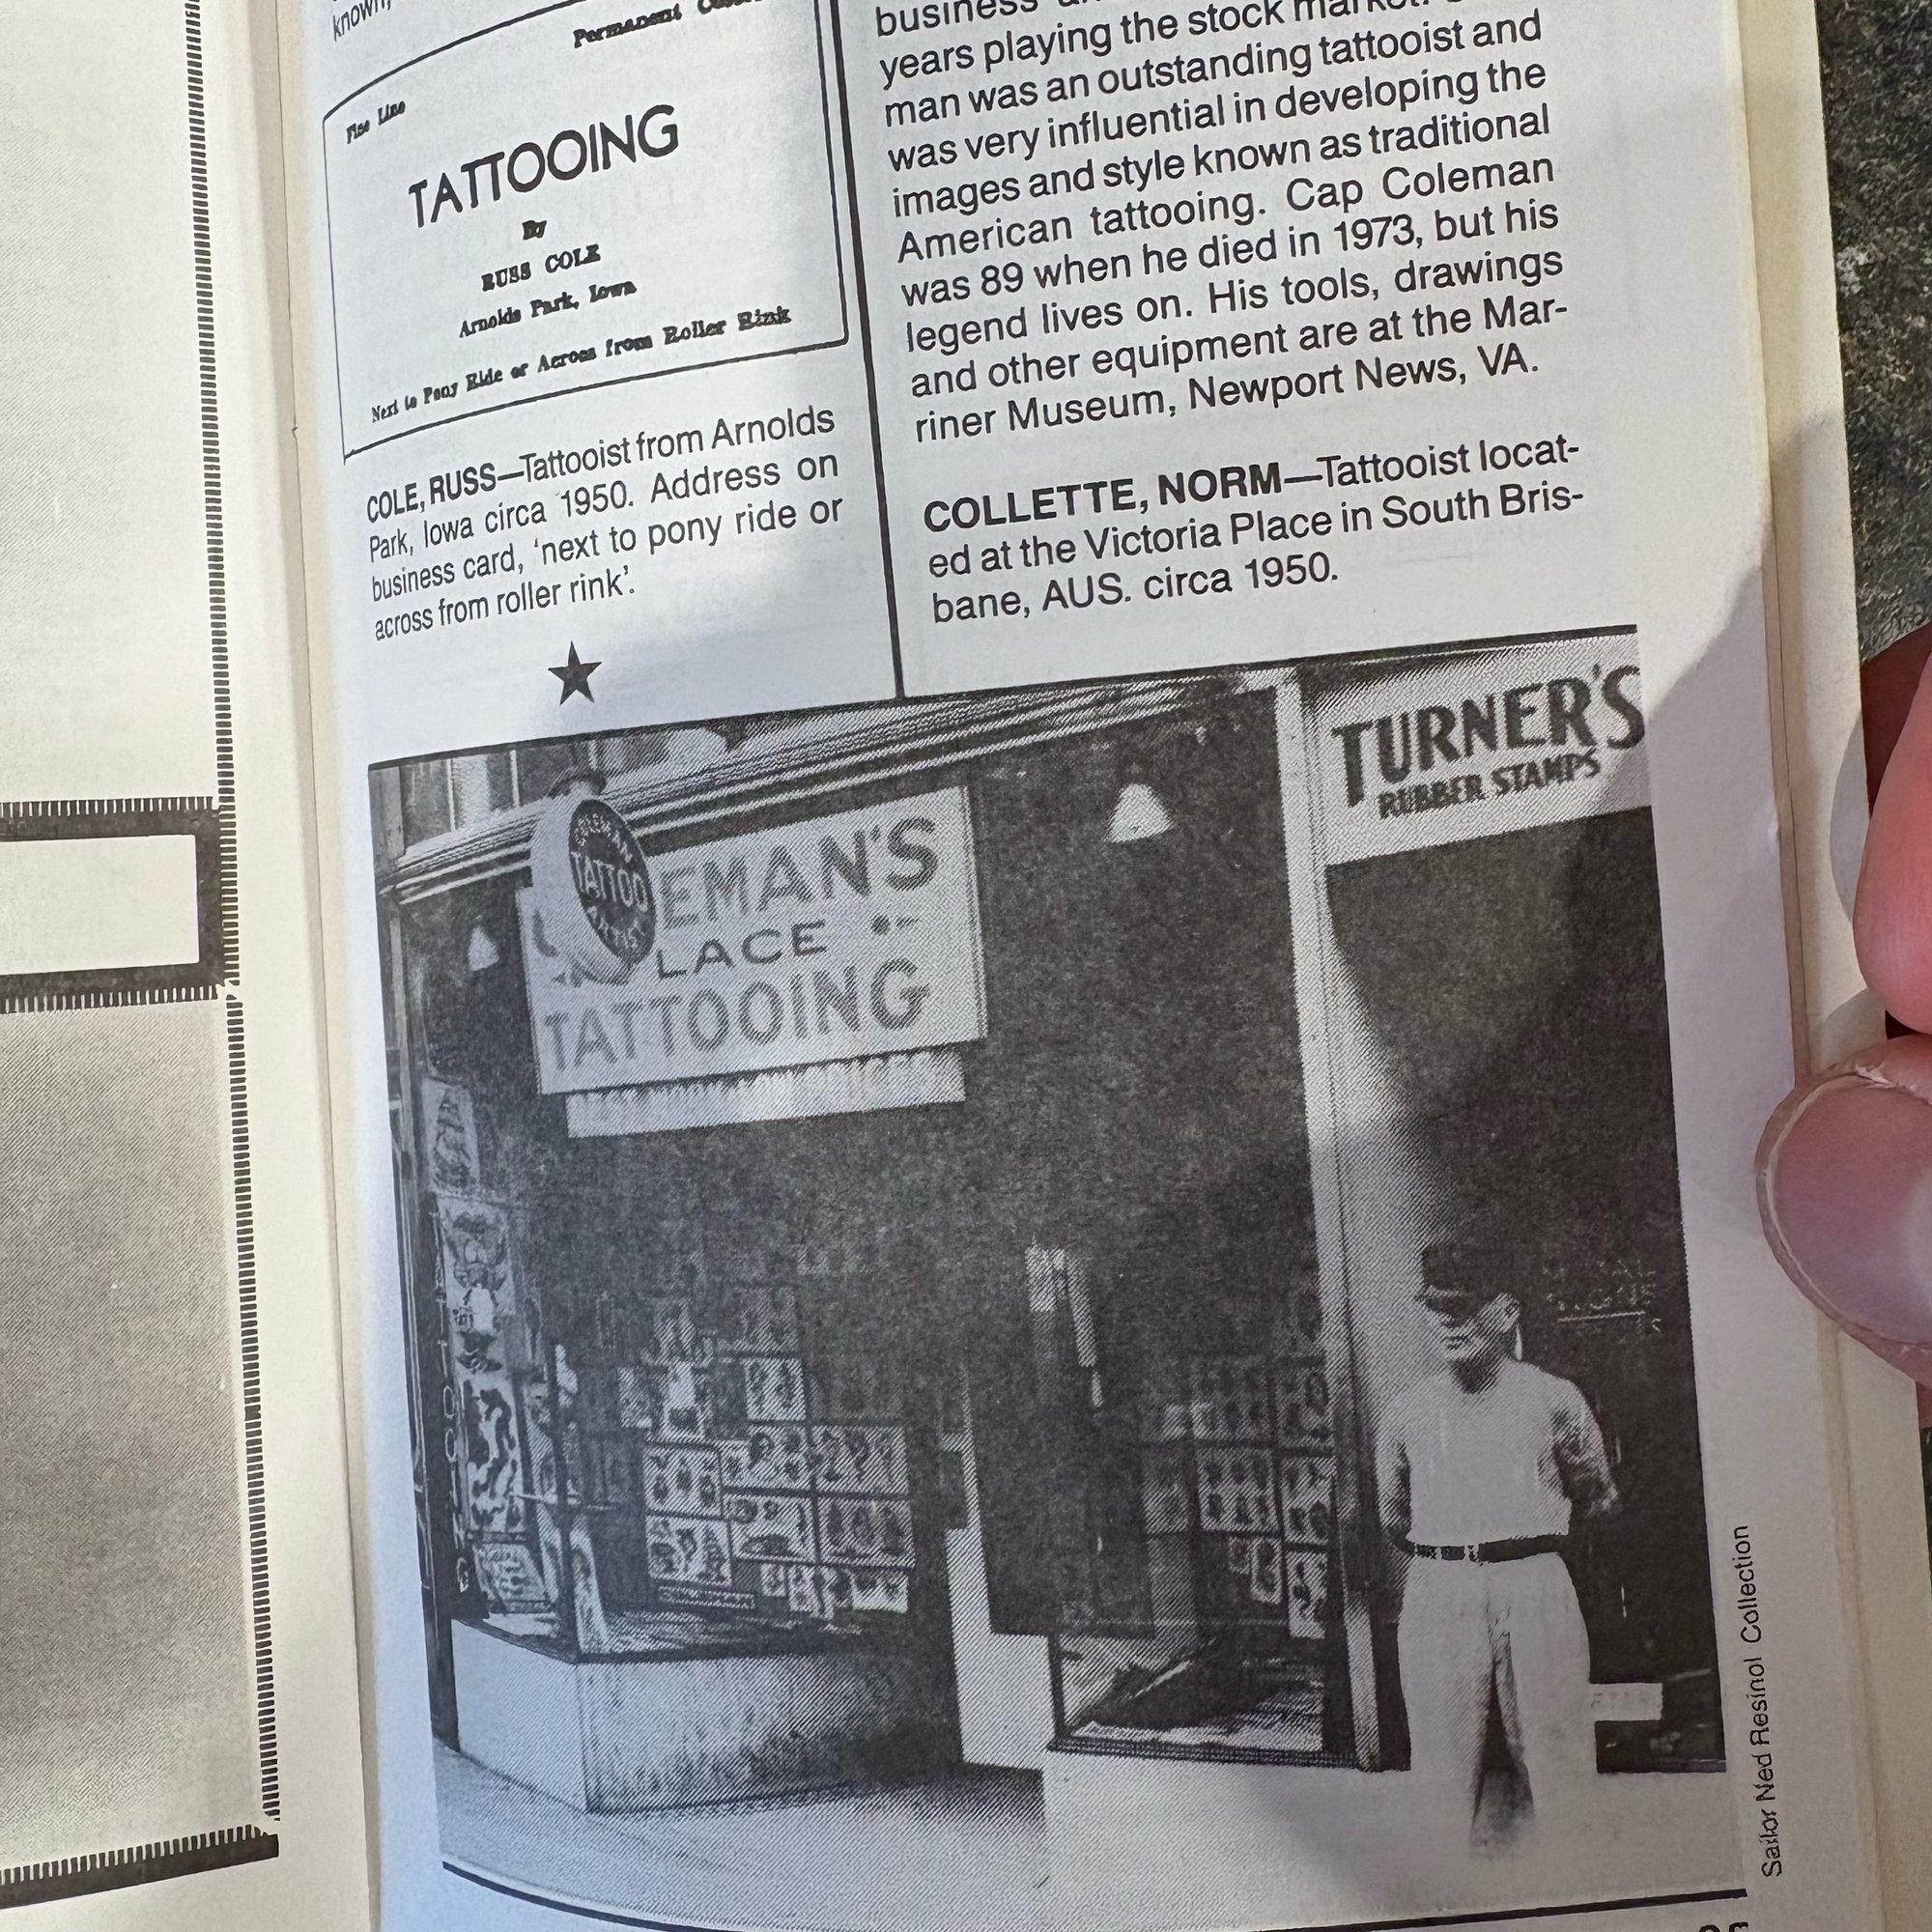 known,
Permanent
Fine Line
TATTOOING
By
RUSS COLE
Arnolds Park, Iowa
Next to Pony Ride or Across from Roller Rink
COLE, RUSS—Tattooist from Arnolds
Park, Iowa circa 1950. Address on
business card, ‘next to pony ride or
across from roller rink’.
business
years playing the stock market.
man was an outstanding tattooist and
was very influential in developing the
images and style known as traditional
American tattooing. Cap Coleman
was 89 when he died in 1973, but his
legend lives on. His tools, drawings
and other equipment are at the Mar-
riner Museum, Newport News, VA.
COLLETTE, NORM—Tattooist locat-
ed at the Victoria Place in South Bris-
bane, AUS. circa 1950.
TURNER'S
RUBBER STAMPS
COLEMAN
TATTOO
ARTIST
EMAN'S
LACE
TATTOOING
Sailor Ned Resinol Collection